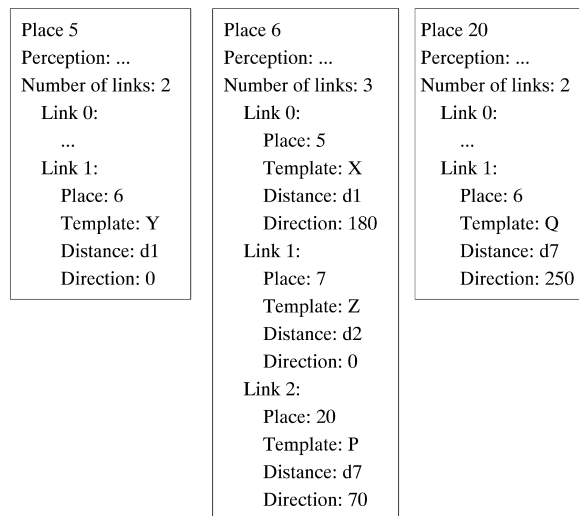 Place 5
Perception: ...
Number of links: 2
Link 0:
...
Link 1:
Place: 6
Template: Y
Distance: d1
Direction: 0
Place 6
Perception: ...
Number of links: 3
Link 0:
Place: 5
Template: X
Distance: d1
Direction: 180
Link 1:
Place: 7
Template: Z
Distance: d2
Direction: 0
Link 2:
Place: 20
Template: P
Distance: d7
Direction: 70
Place 20
Perception: ...
Number of links: 2
Link 0:
...
Link 1:
Place: 6
Template: Q
Distance: d7
Direction: 250